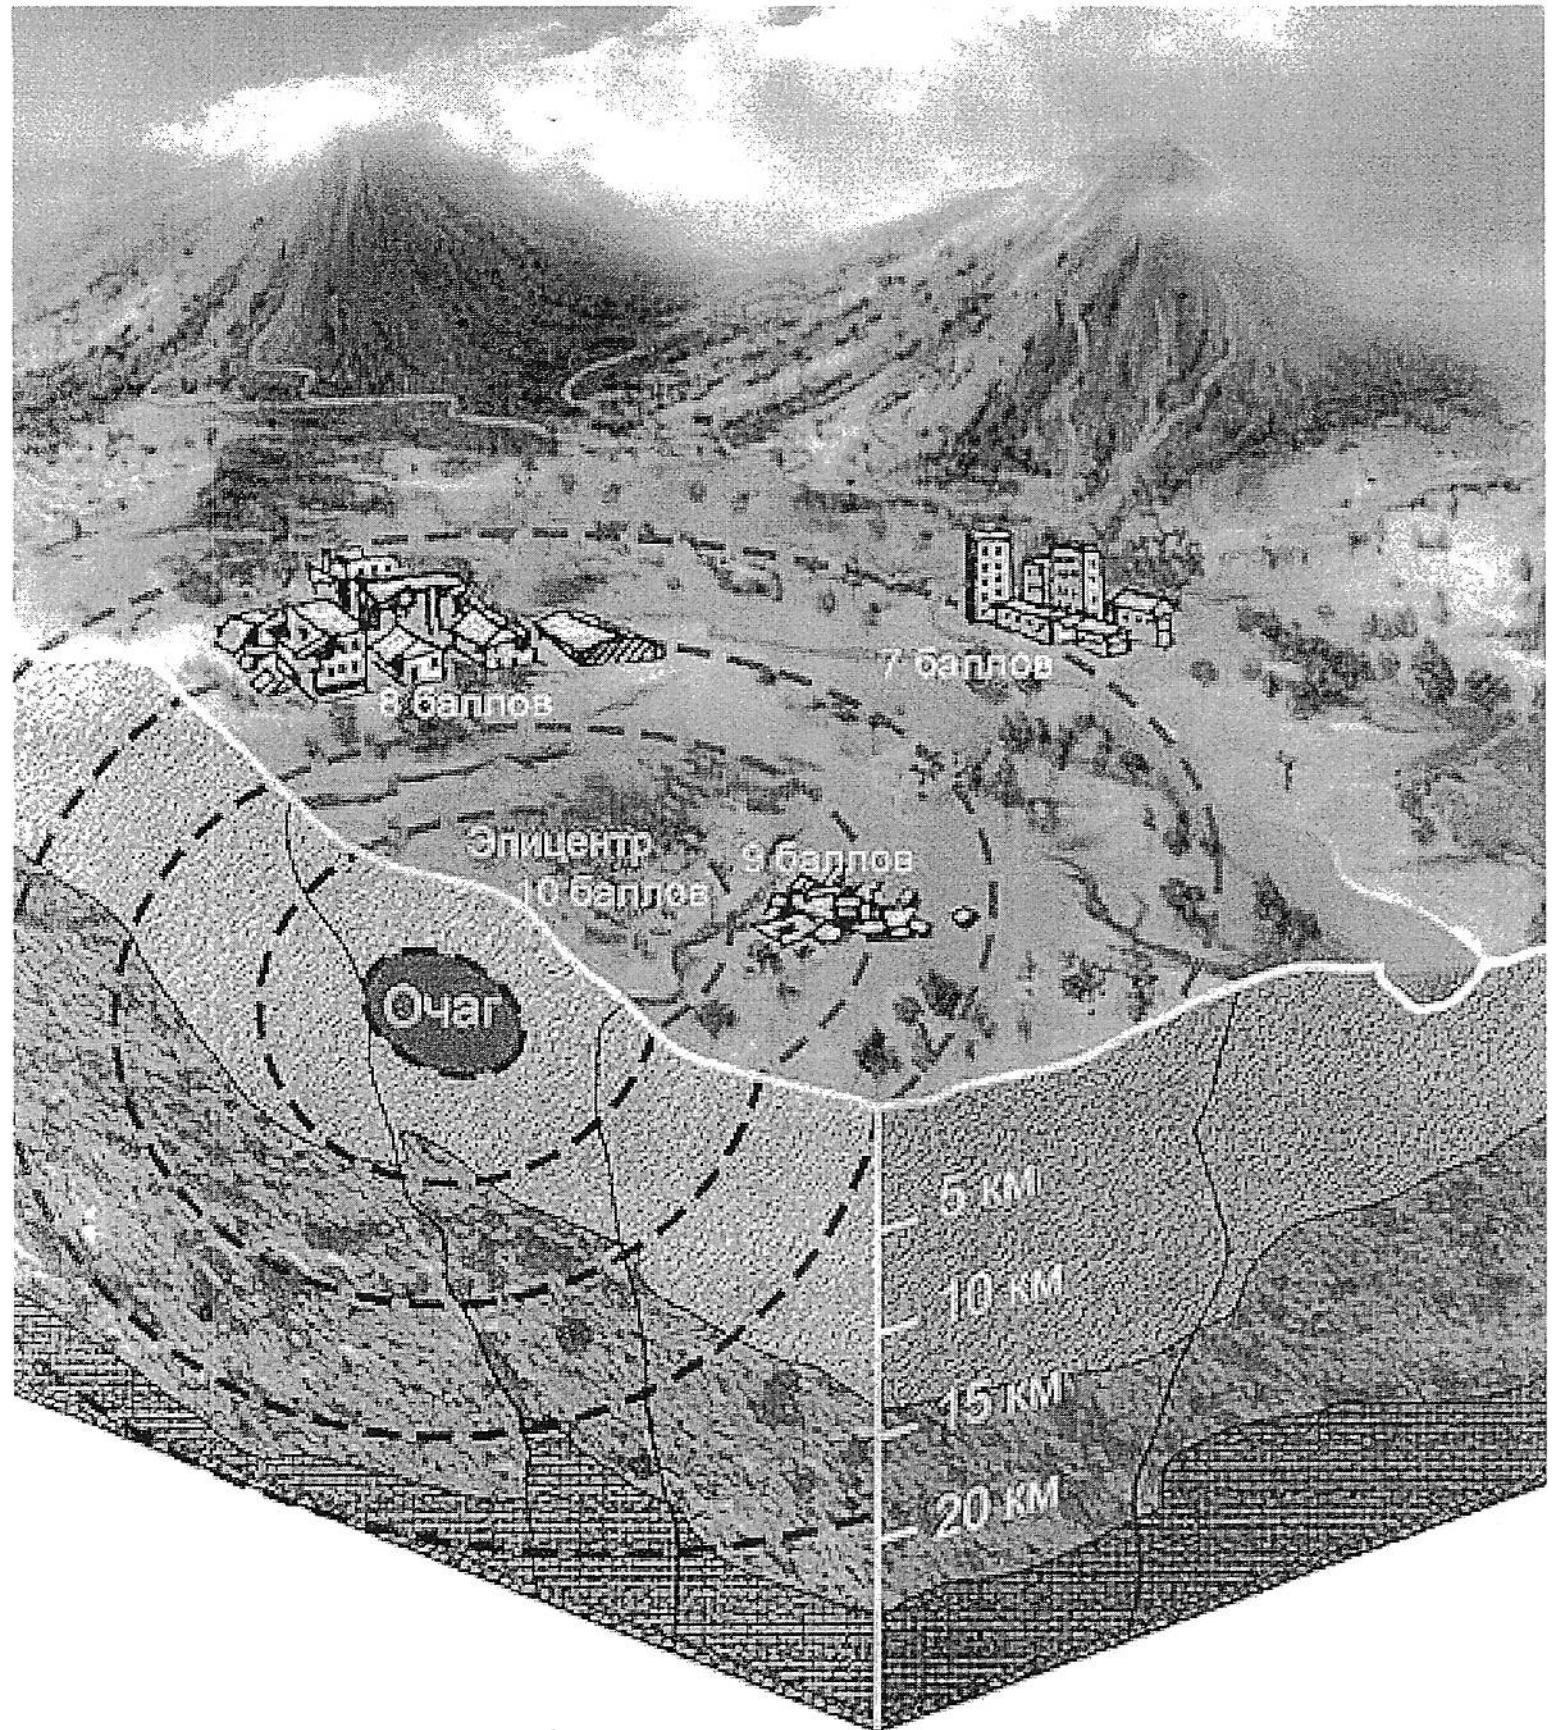 7 баллов
8 баллов
Эпицентр
10 баллов
9 баллов
Очаг
5 км
10 км
15 км
20 км